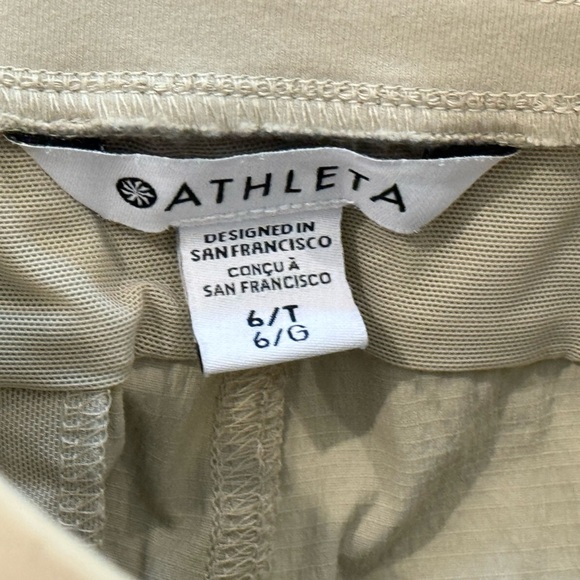 ATHLETA
DESIGNED IN
SAN FRANCISCO
CONÇU À
SAN FRANCISCO
6/T
6/G